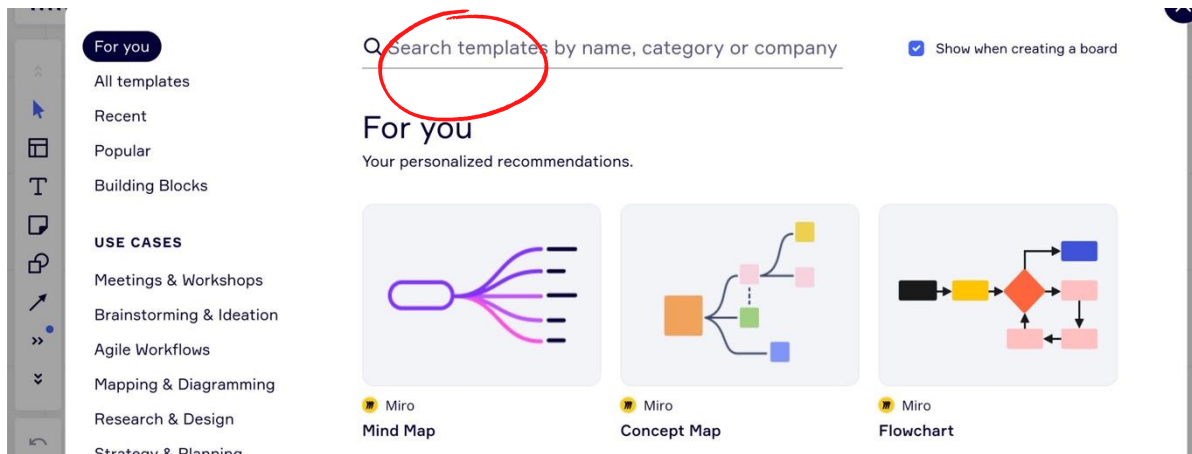 For you
All templates
Recent
Popular
Building Blocks
USE CASES
Meetings & Workshops
Brainstorming & Ideation
Agile Workflows
Mapping & Diagramming
Research & Design
Strategy & Planning
Search templates by name, category or company
Show when creating a board
For you
Your personalized recommendations.
Miro
Mind Map
Miro
Concept Map
Miro
Flowchart